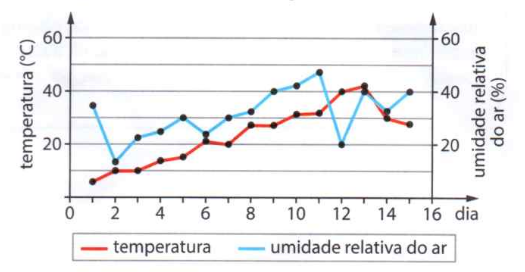 temperatura (°C)
60
40
20
60
40
20
umidade relativa
do ar (%)
0 2 4 6 8 10 12 14 16 dia
temperatura umidade relativa do ar